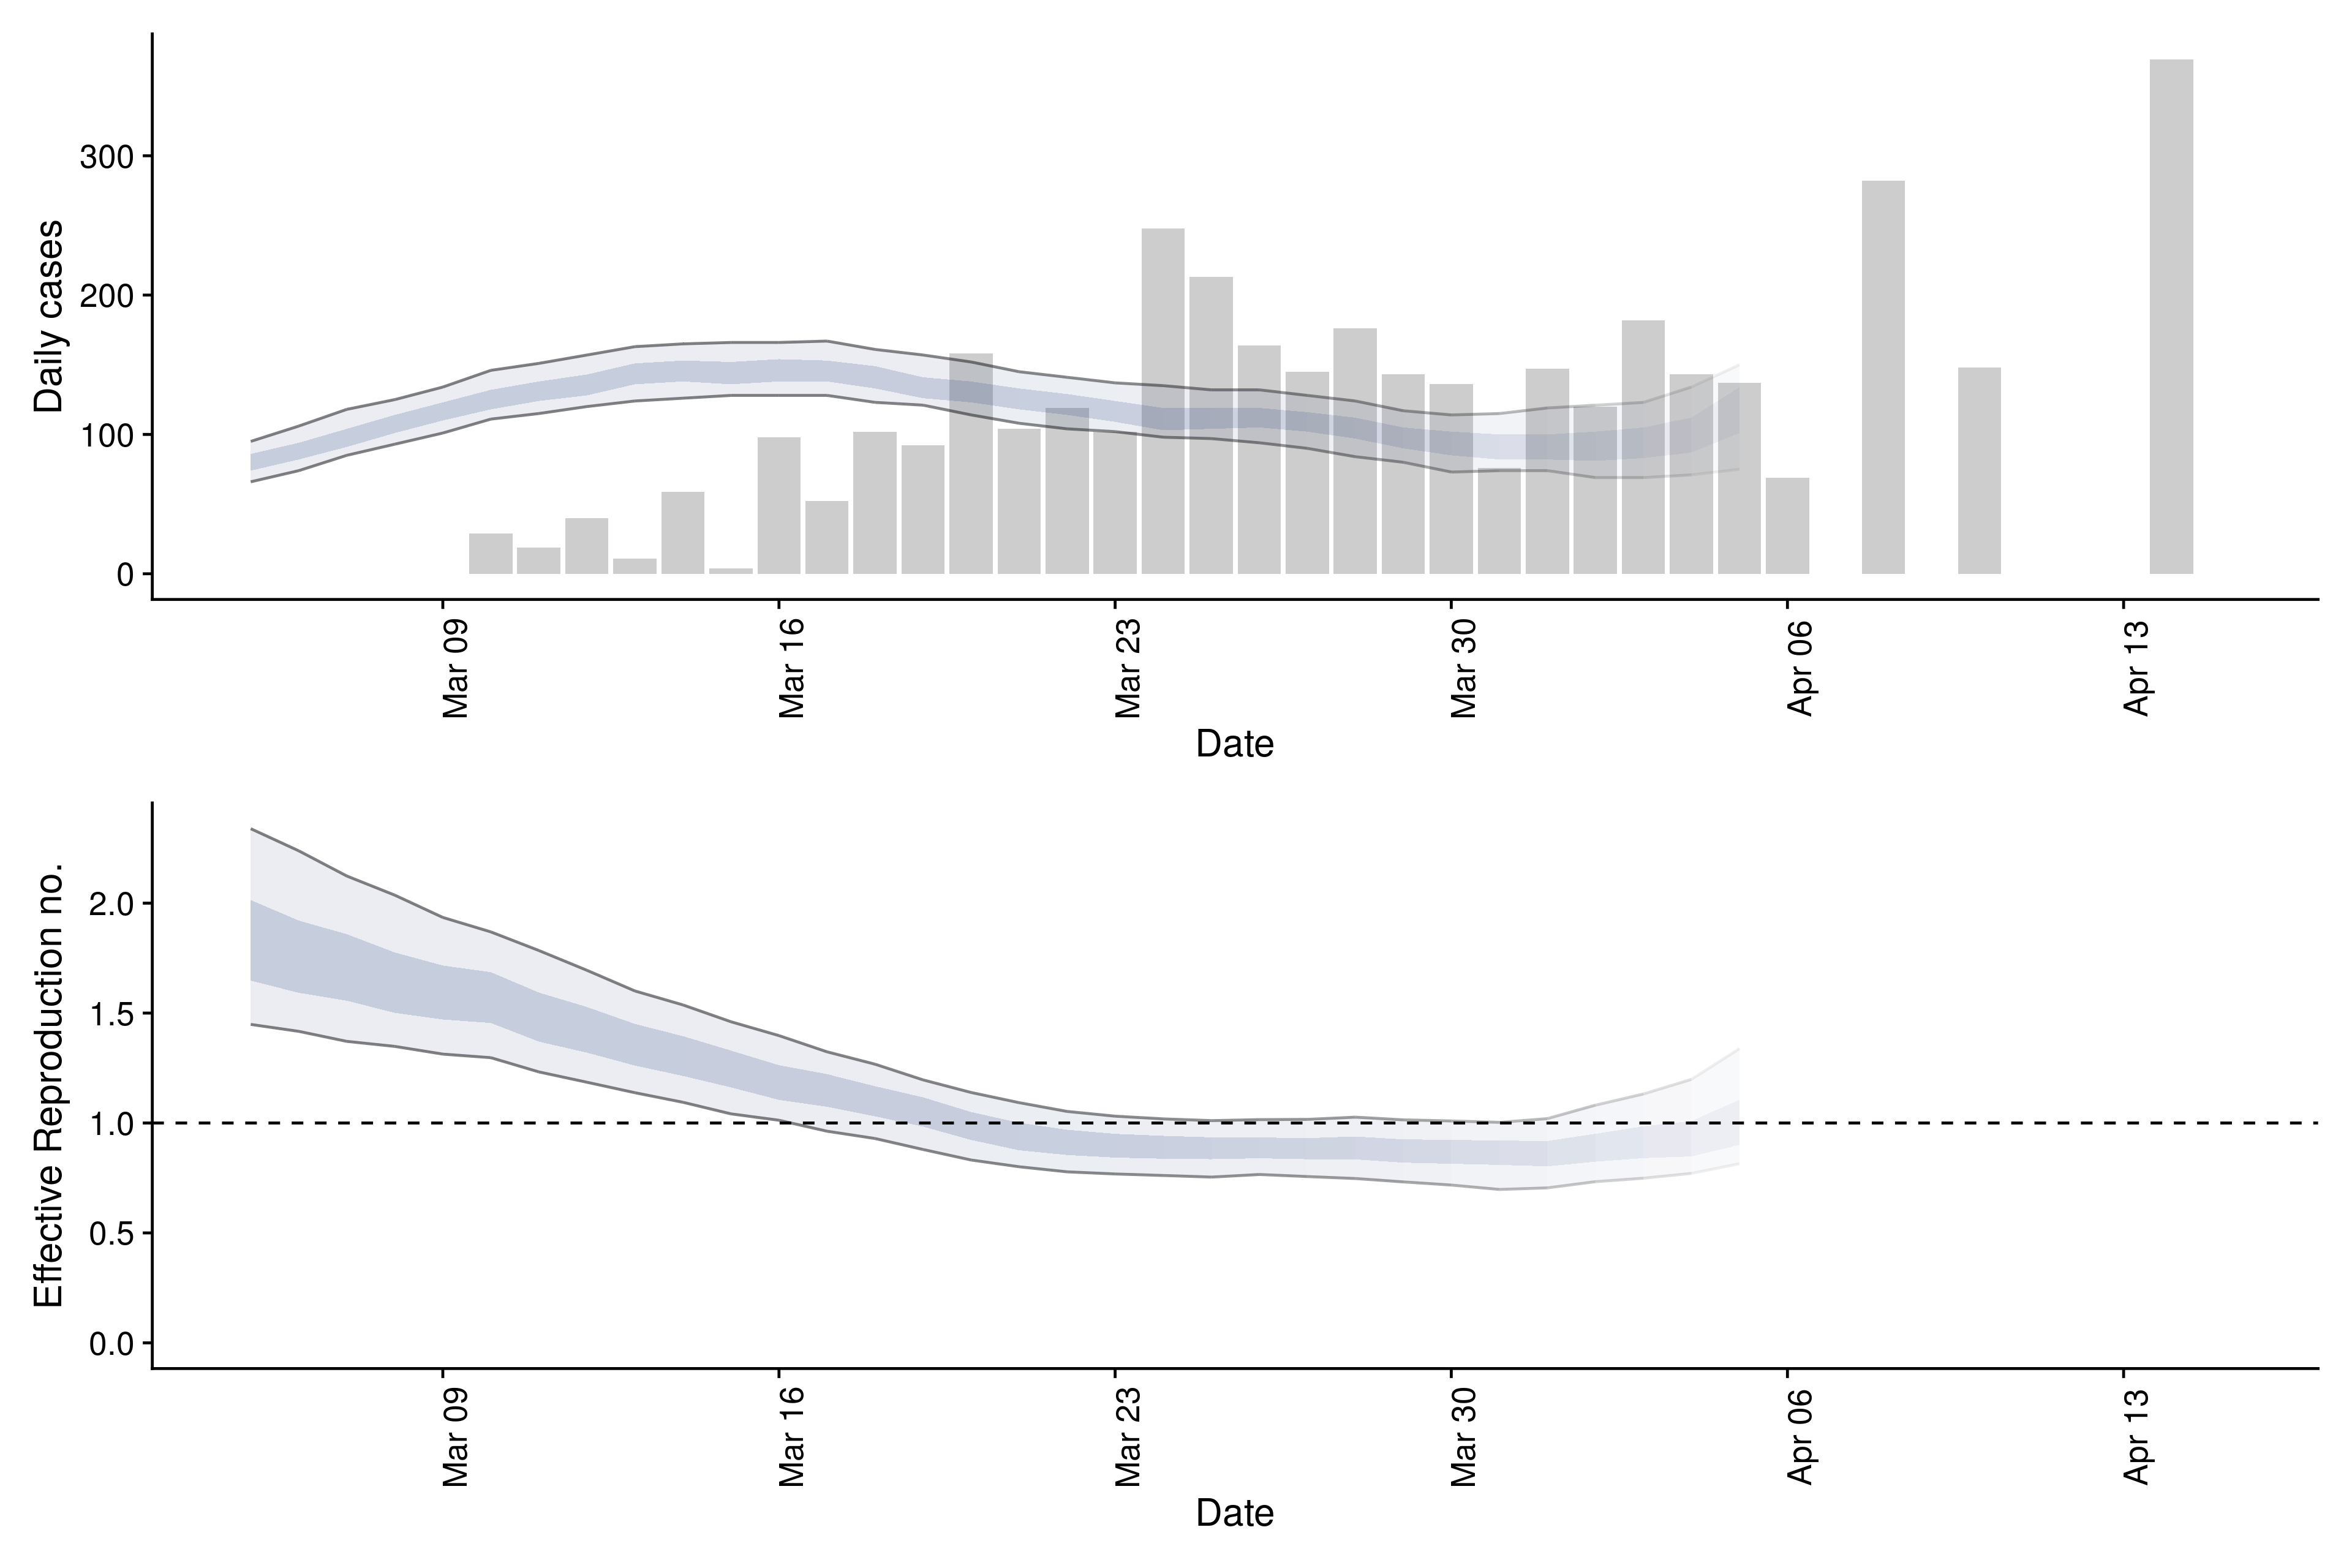 Daily cases
300
200
100
0
Mar 09
Mar 16
Mar 23
Mar 30
Apr 06
Apr 13
Date
Effective Reproduction no.
2.0
1.5
1.0
0.5
0.0
Mar 09
Mar 16
Mar 23
Mar 30
Apr 06
Apr 13
Date